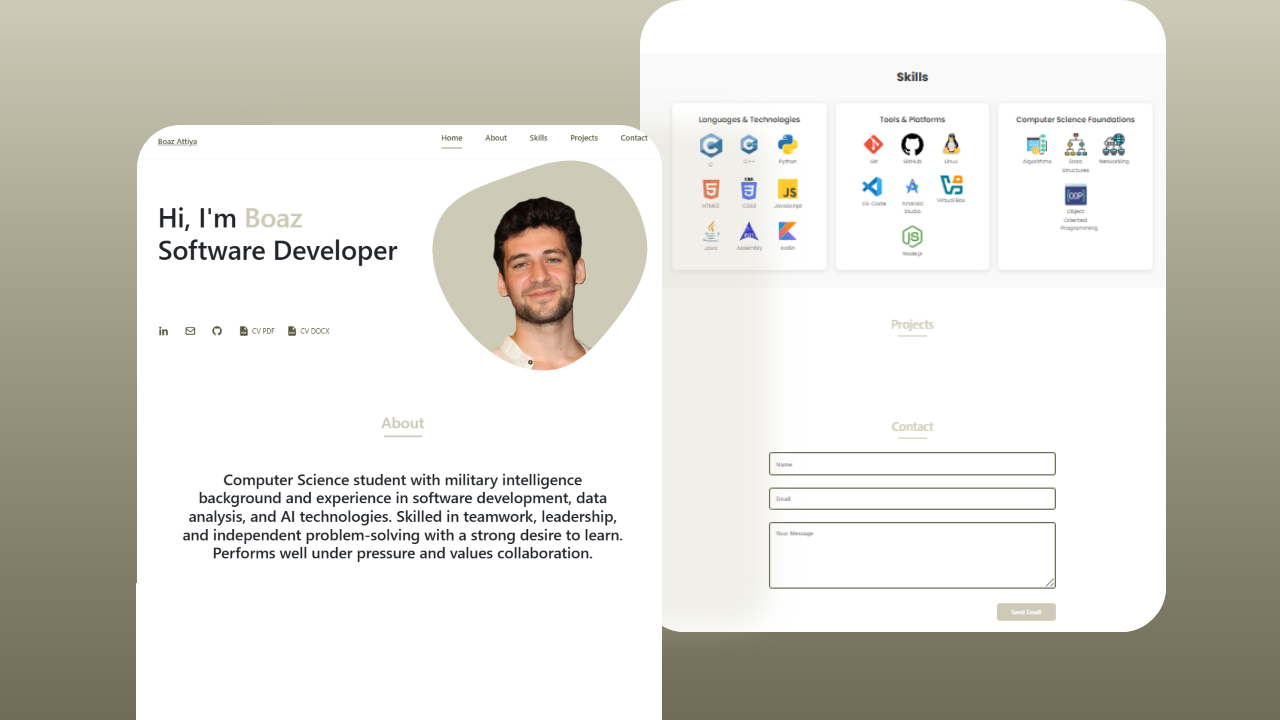 Boaz Attiya
Home
About
Skills
Projects
Contact
Hi, I'm Boaz
Software Developer
CV PDF
CV DOCX
About
Computer Science student with military intelligence
background and experience in software development, data
analysis, and AI technologies. Skilled in teamwork, leadership,
and independent problem-solving with a strong desire to learn.
Performs well under pressure and values collaboration.
Skills
Languages & Technologies
C
C++
Python
HTML5
CSS3
JavaScript
Java
Assembly
Kotlin
Tools & Platforms
Git
GitHub
Linux
VS-Code
Android
Studio
Virtual Box
Node.js
Computer Science Foundations
Algorithms
Data
Structures
Networking
OOP
Object
Oriented
Programming
Projects
Contact
Name
Email
Your Message
Send Email